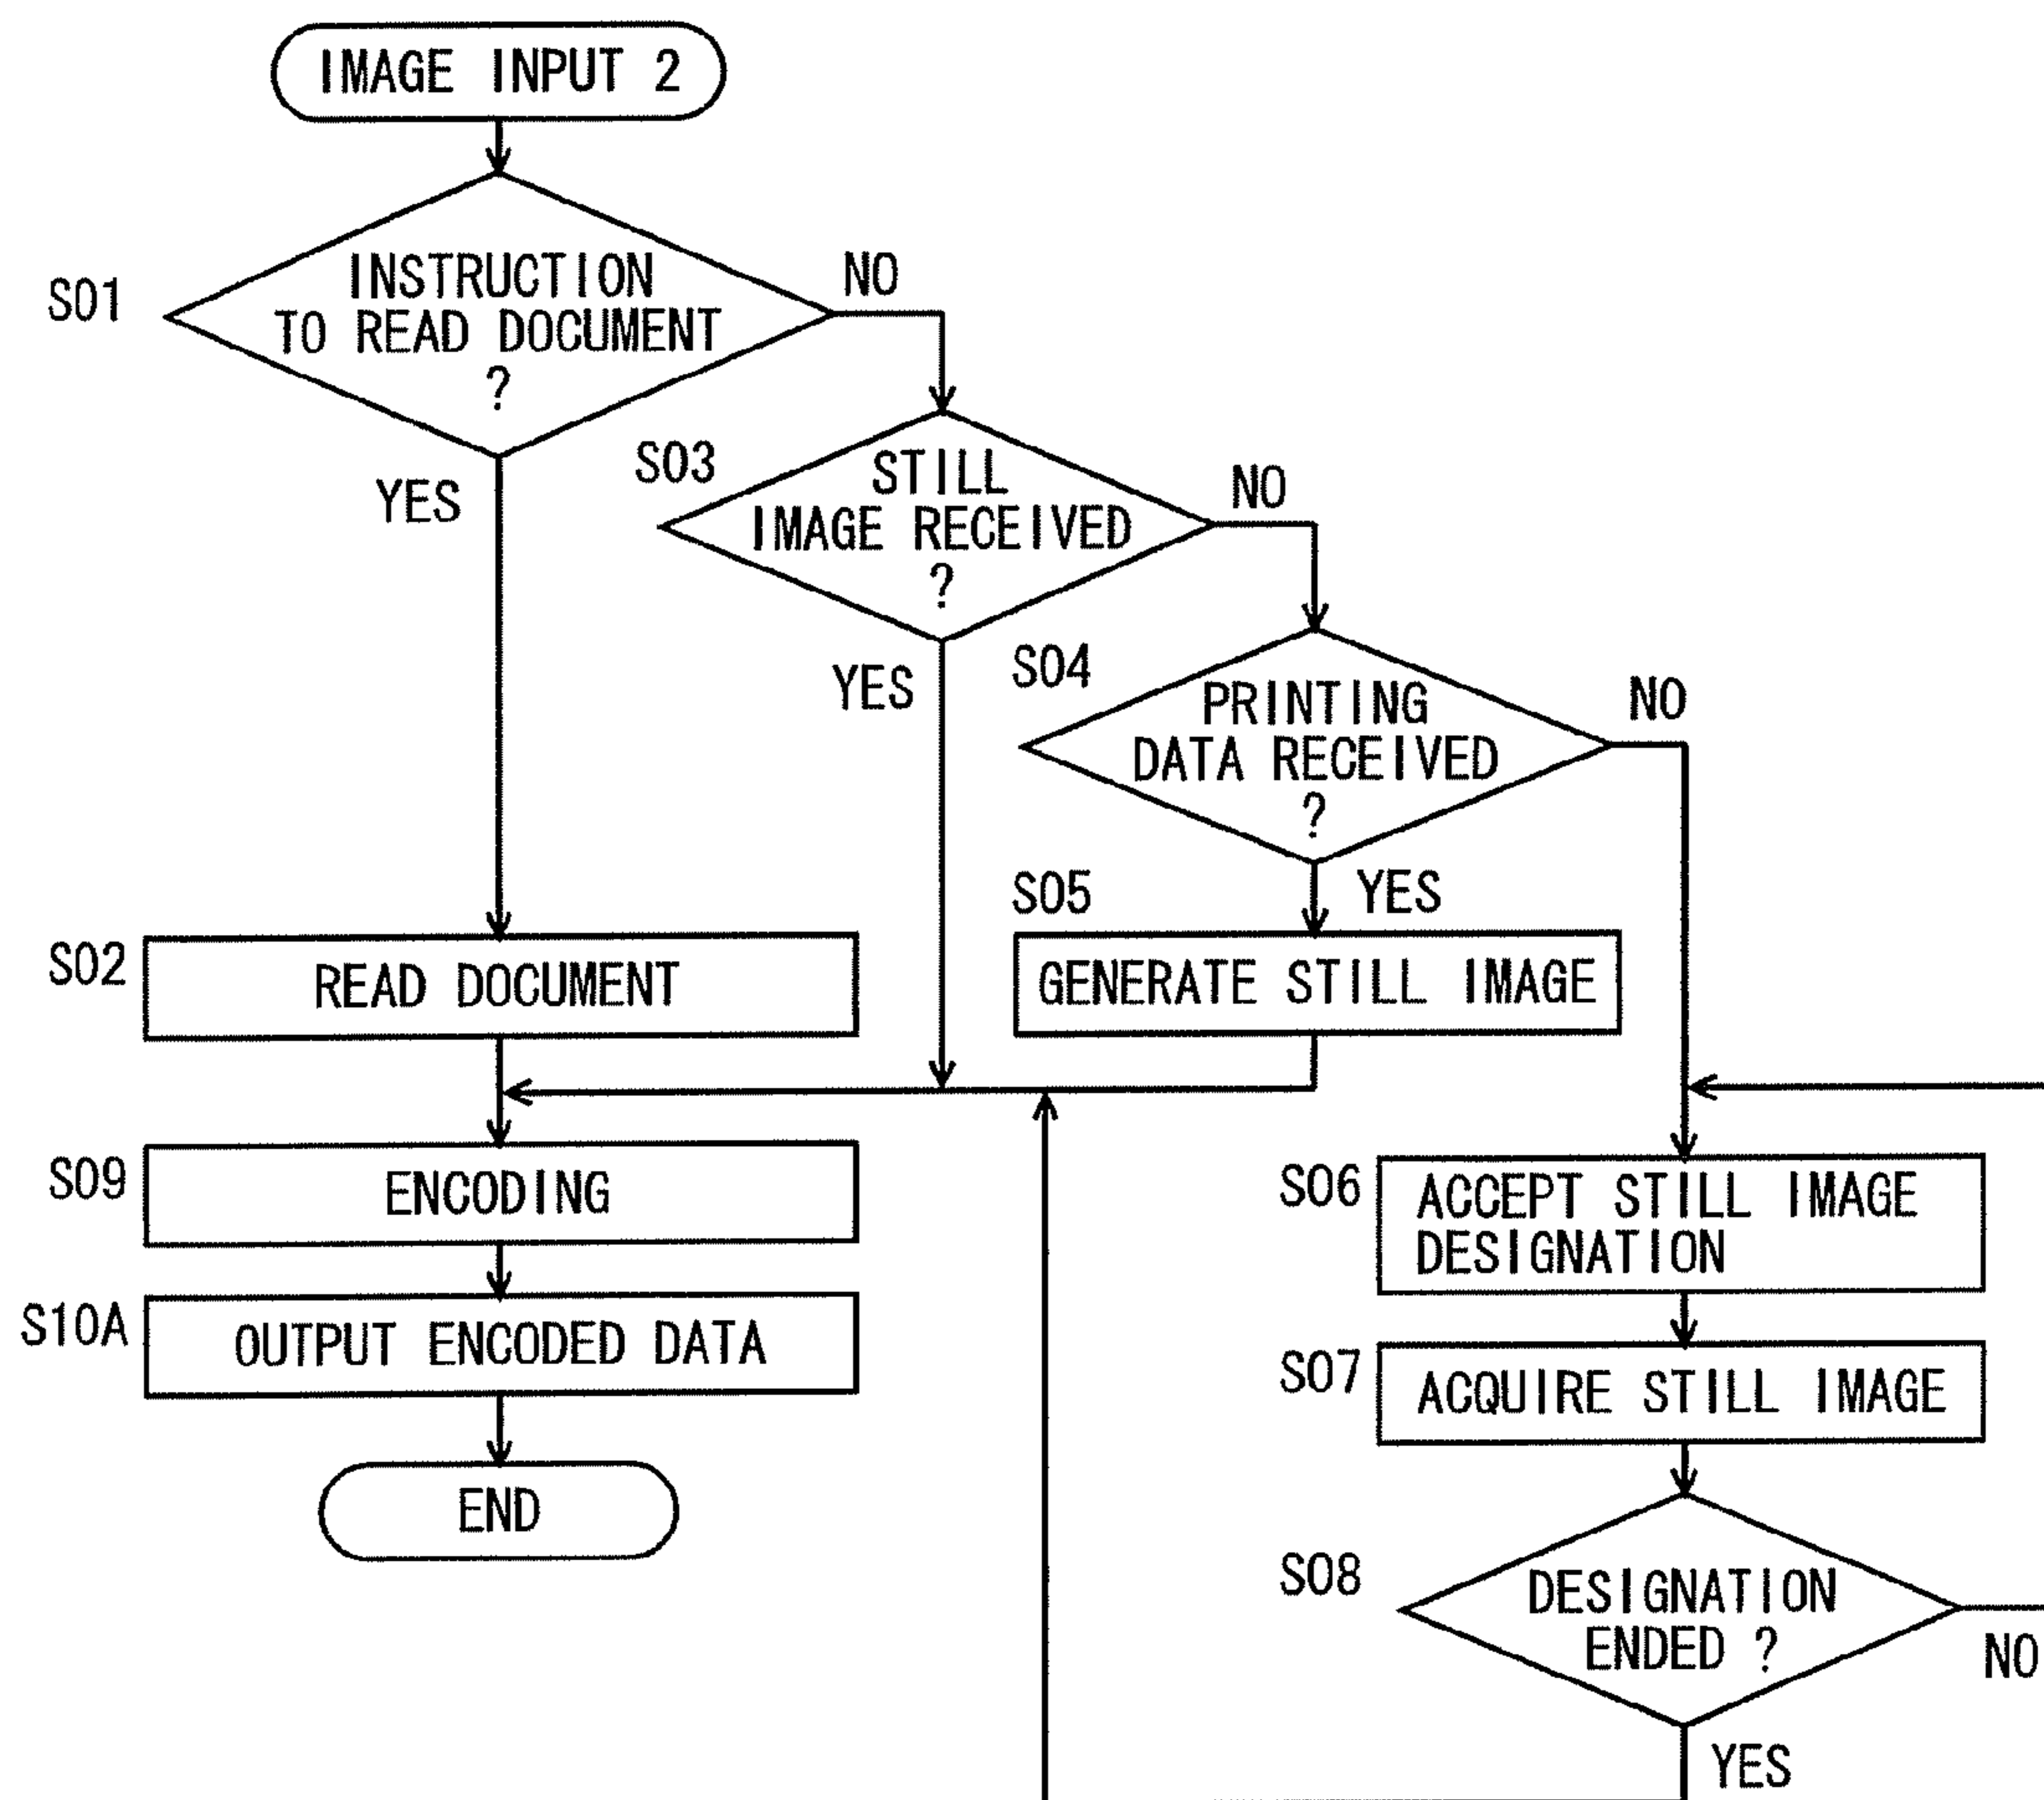 IMAGE INPUT 2
S01
INSTRUCTION
TO READ DOCUMENT
?
NO
YES
S03
STILL
IMAGE RECEIVED
?
NO
YES
S04
PRINTING
DATA RECEIVED
?
NO
YES
S05
GENERATE STILL IMAGE
S02
READ DOCUMENT
S09
ENCODING
S10A
OUTPUT ENCODED DATA
END
S06
ACCEPT STILL IMAGE
DESIGNATION
S07
ACQUIRE STILL IMAGE
S08
DESIGNATION
ENDED ?
NO
YES